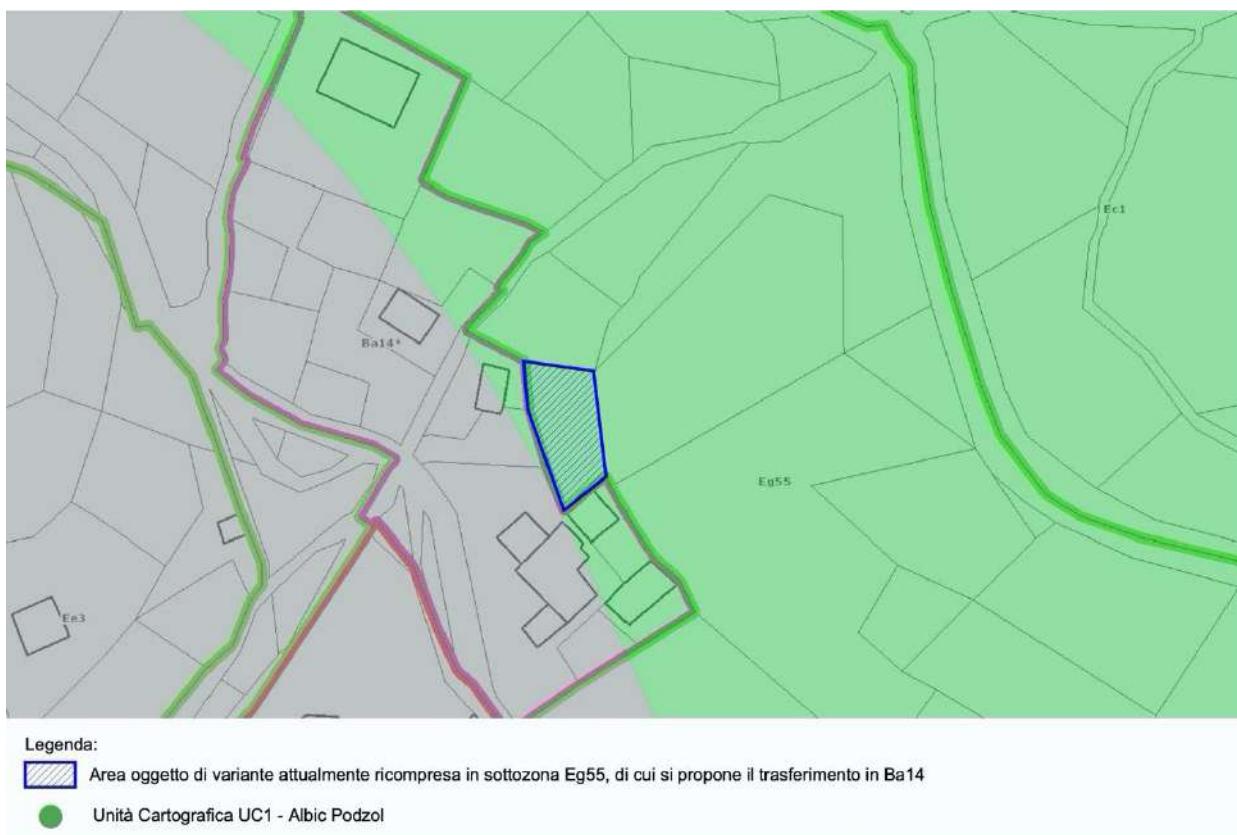 Ec1
Ba14*
Eg55
Ee3
Legenda:
Area oggetto di variante attualmente ricompresa in sottozona Eg55, di cui si propone il trasferimento in Ba14
Unità Cartografica UC1 - Albic Podzol